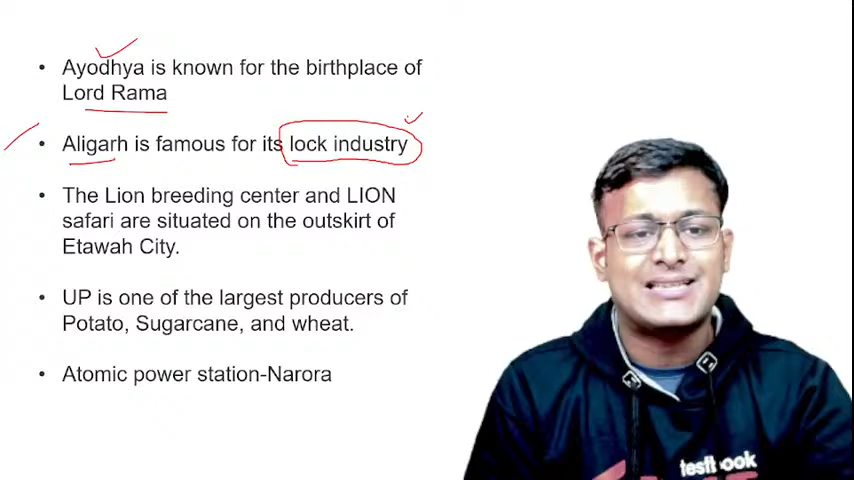 • Ayodhya is known for the birthplace of
Lord Rama
• Aligarh is famous for its lock industry
• The Lion breeding center and LION
safari are situated on the outskirt of
Etawah City.
• UP is one of the largest producers of
Potato, Sugarcane, and wheat.
• Atomic power station-Narora
testbook